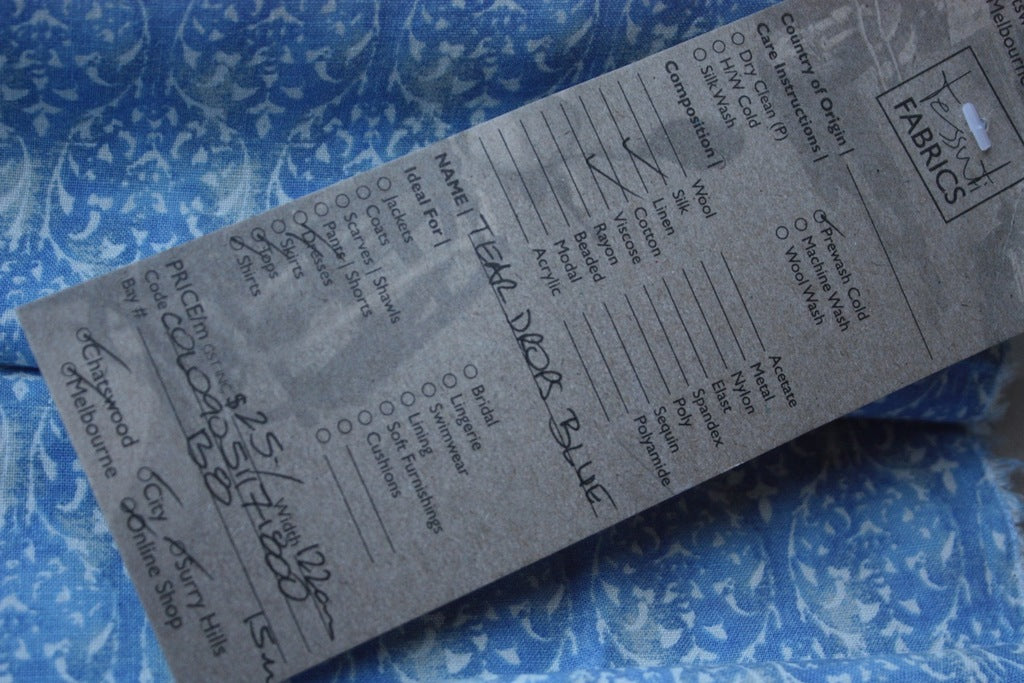 tessuti
FABRICS
Melbourne
Country of Origin |
Care Instructions |
Dry Clean (P)
H/W Cold
Silk Wash
Prewash Cold
Machine Wash
Wool Wash
Composition |
Wool
Silk
Linen
Cotton
Viscose
Rayon
Beaded
Modal
Acrylic
Acetate
Metal
Nylon
Elast
Spandex
Poly
Sequin
Polyamide
NAME | TEAR DROP BLUE
Ideal For |
Jackets
Coats
Scarves | Shawls
Pants | Shorts
Dresses
Skirts
Tops
Shirts
Bridal
Lingerie
Swimwear
Lining
Soft Furnishings
Cushions
PRICE/m GST INC $25.- Width 122cm
Code
Bay # B8
Chatswood
Melbourne
City
Surry Hills
Online Shop